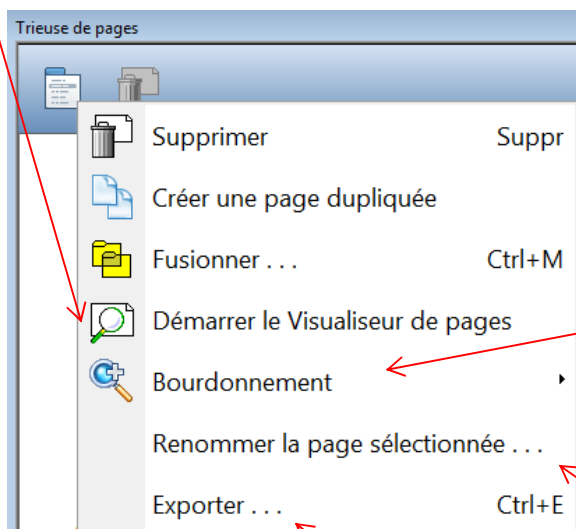 Trieuse de pages
Supprimer Suppr
Créer une page dupliquée
Fusionner . . . Ctrl+M
Démarrer le Visualiseur de pages
Bourdonnement
Renommer la page sélectionnée . . .
Exporter . . . Ctrl+E